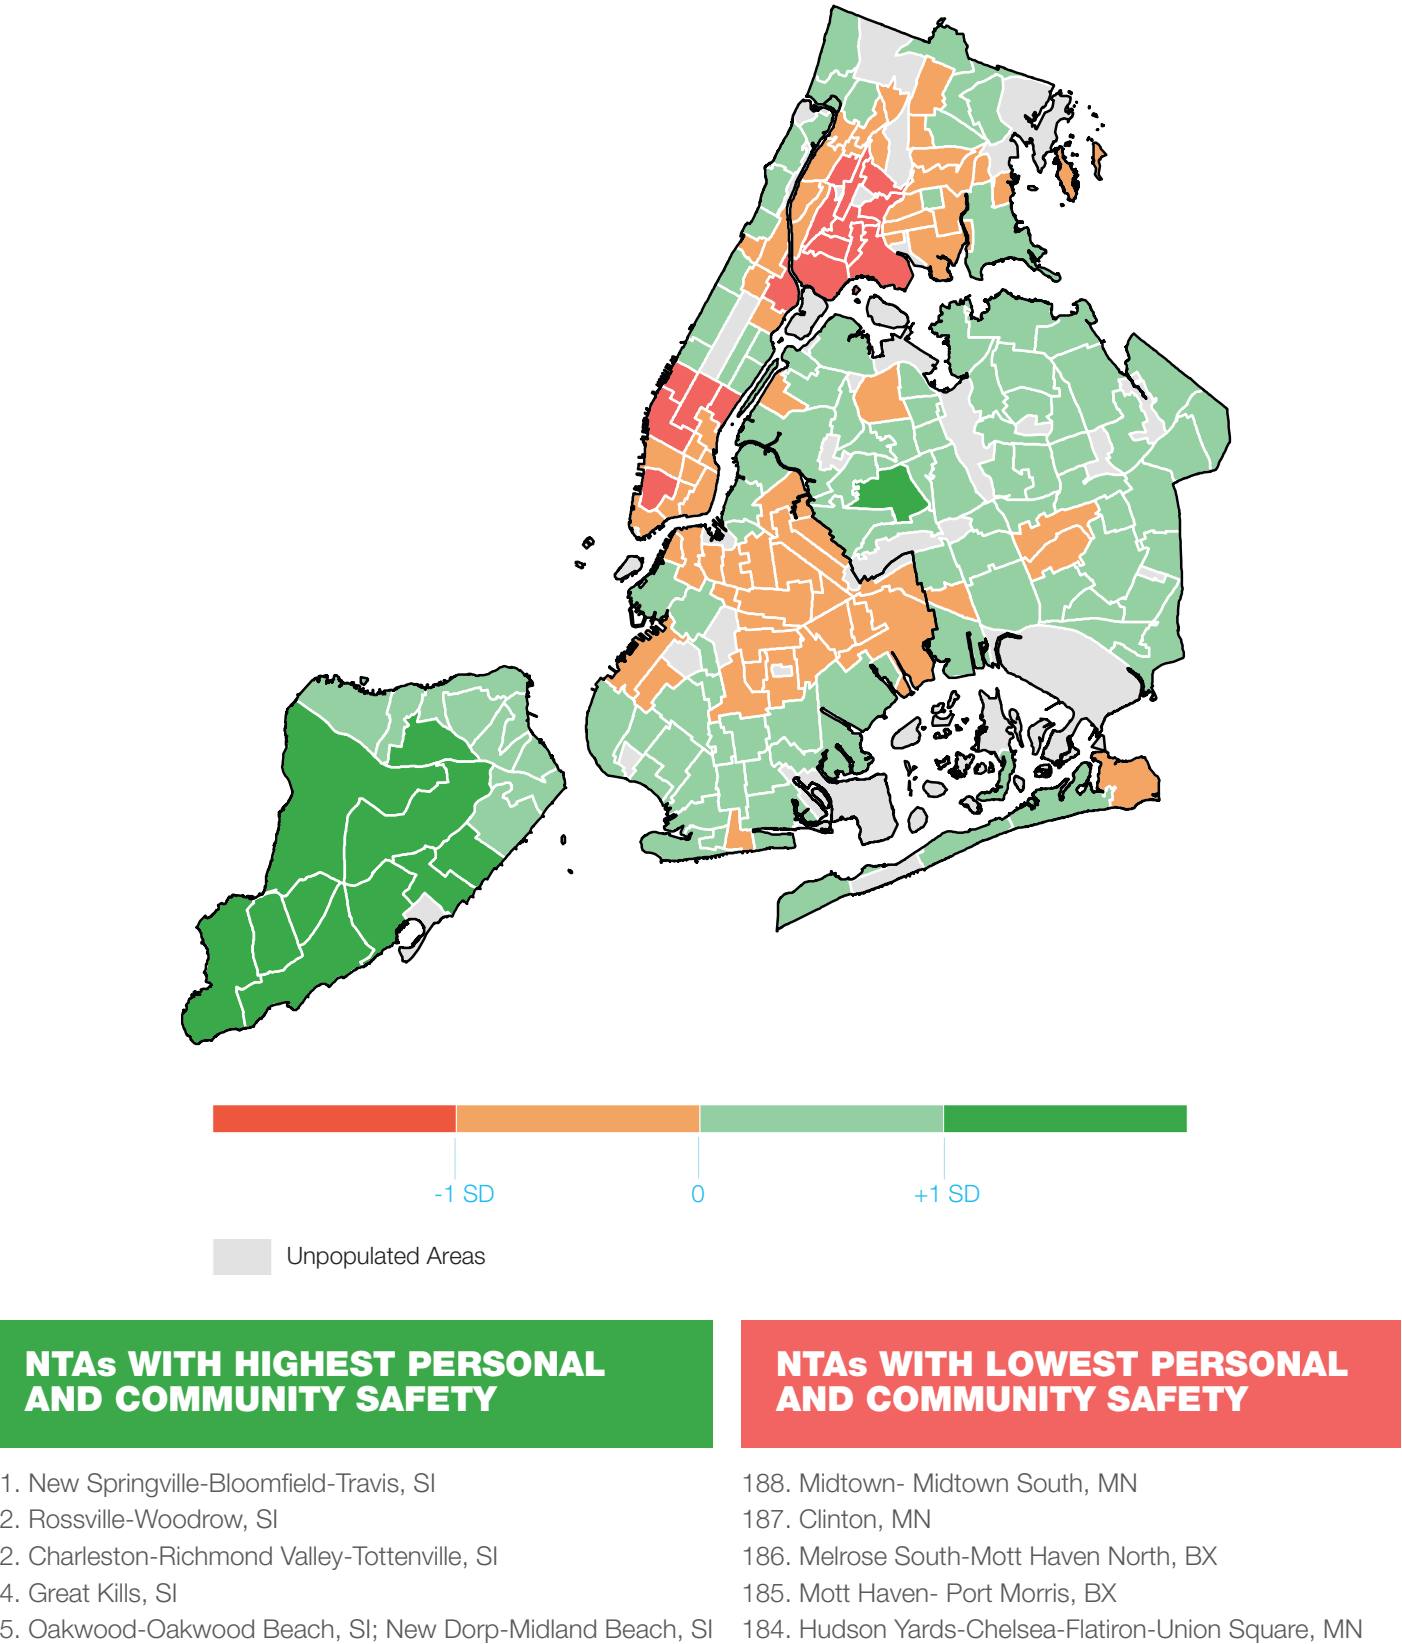 -1 SD
0
+1 SD
Unpopulated Areas
NTAs WITH HIGHEST PERSONAL
AND COMMUNITY SAFETY
1. New Springville-Bloomfield-Travis, SI
2. Rossville-Woodrow, SI
2. Charleston-Richmond Valley-Tottenville, SI
4. Great Kills, SI
5. Oakwood-Oakwood Beach, SI; New Dorp-Midland Beach, SI
NTAs WITH LOWEST PERSONAL
AND COMMUNITY SAFETY
188. Midtown- Midtown South, MN
187. Clinton, MN
186. Melrose South-Mott Haven North, BX
185. Mott Haven- Port Morris, BX
184. Hudson Yards-Chelsea-Flatiron-Union Square, MN